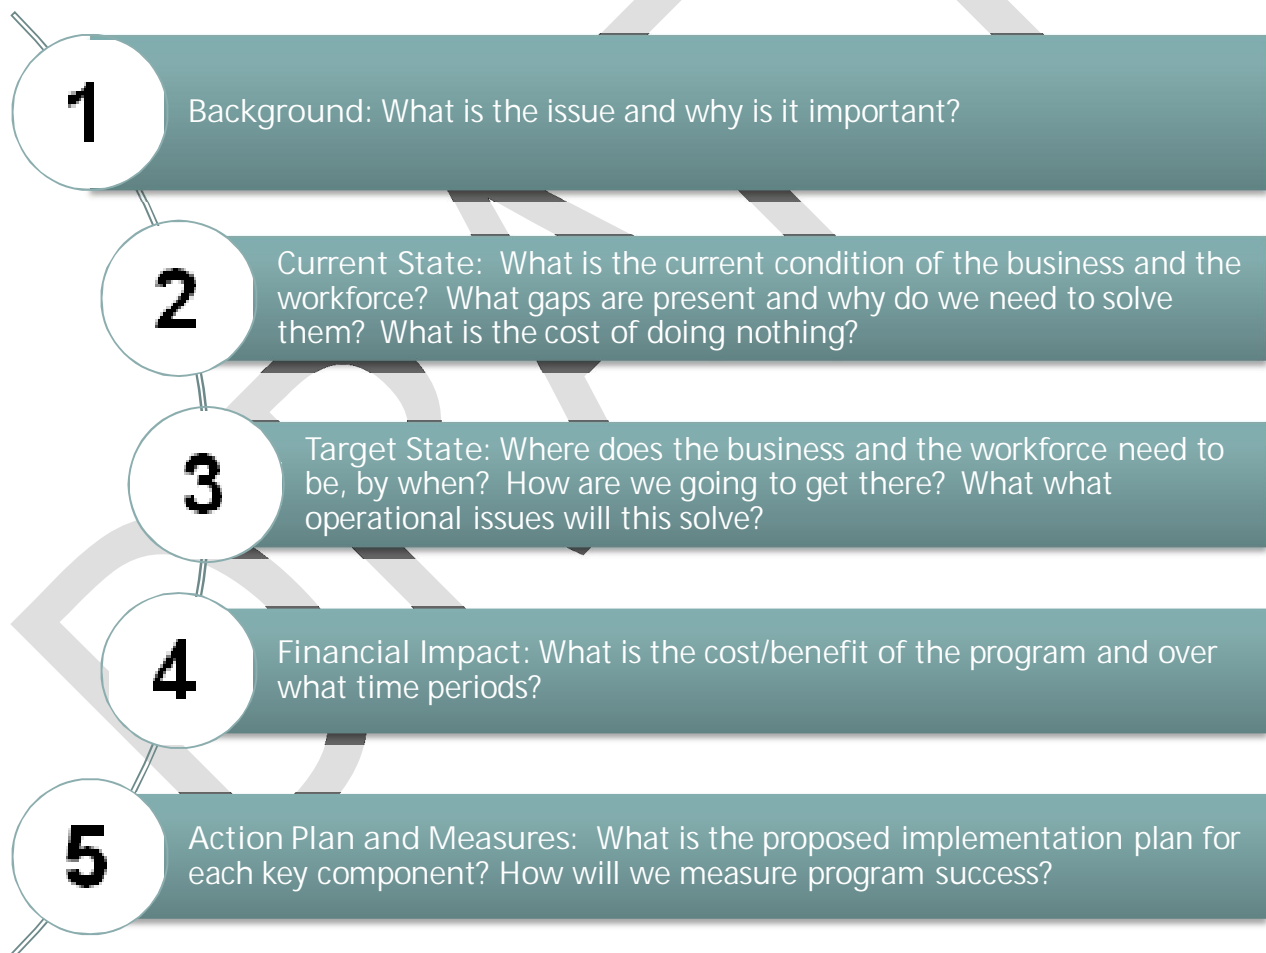 1
Background: What is the issue and why is it important?
2
Current State:  What is the current condition of the business and the
workforce?  What gaps are present and why do we need to solve
them?  What is the cost of doing nothing?
3
Target State: Where does the business and the workforce need to
be, by when?  How are we going to get there?  What what
operational issues will this solve?
4
Financial Impact: What is the cost/benefit of the program and over
what time periods?
5
Action Plan and Measures:  What is the proposed implementation plan for
each key component? How will we measure program success?